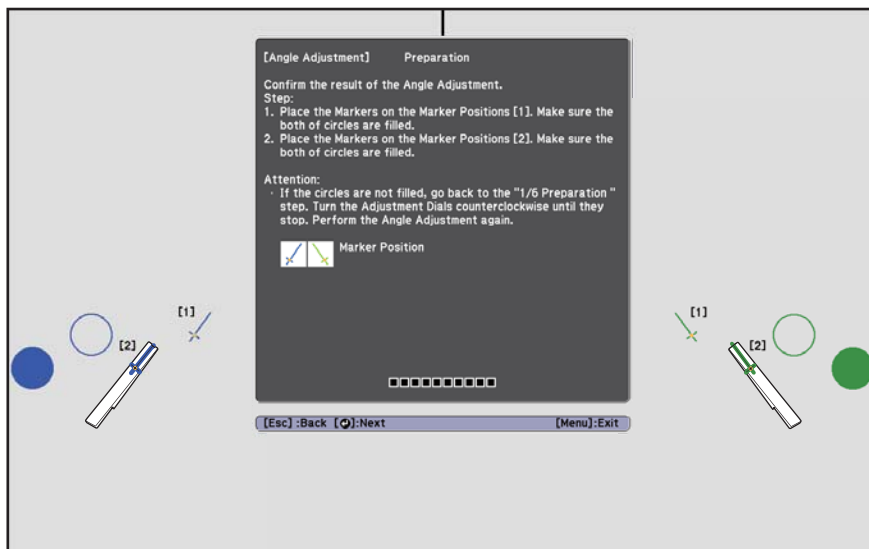 [Angle Adjustment] Preparation
Confirm the result of the Angle Adjustment.
Step:
1. Place the Markers on the Marker Positions [1]. Make sure the
both of circles are filled.
2. Place the Markers on the Marker Positions [2]. Make sure the
both of circles are filled.
Attention:
· If the circles are not filled, go back to the "1/6 Preparation "
step. Turn the Adjustment Dials counterclockwise until they
stop. Perform the Angle Adjustment again.
Marker Position
[1]
[2]
[1]
[2]
[Esc] :Back [↵]:Next [Menu]:Exit